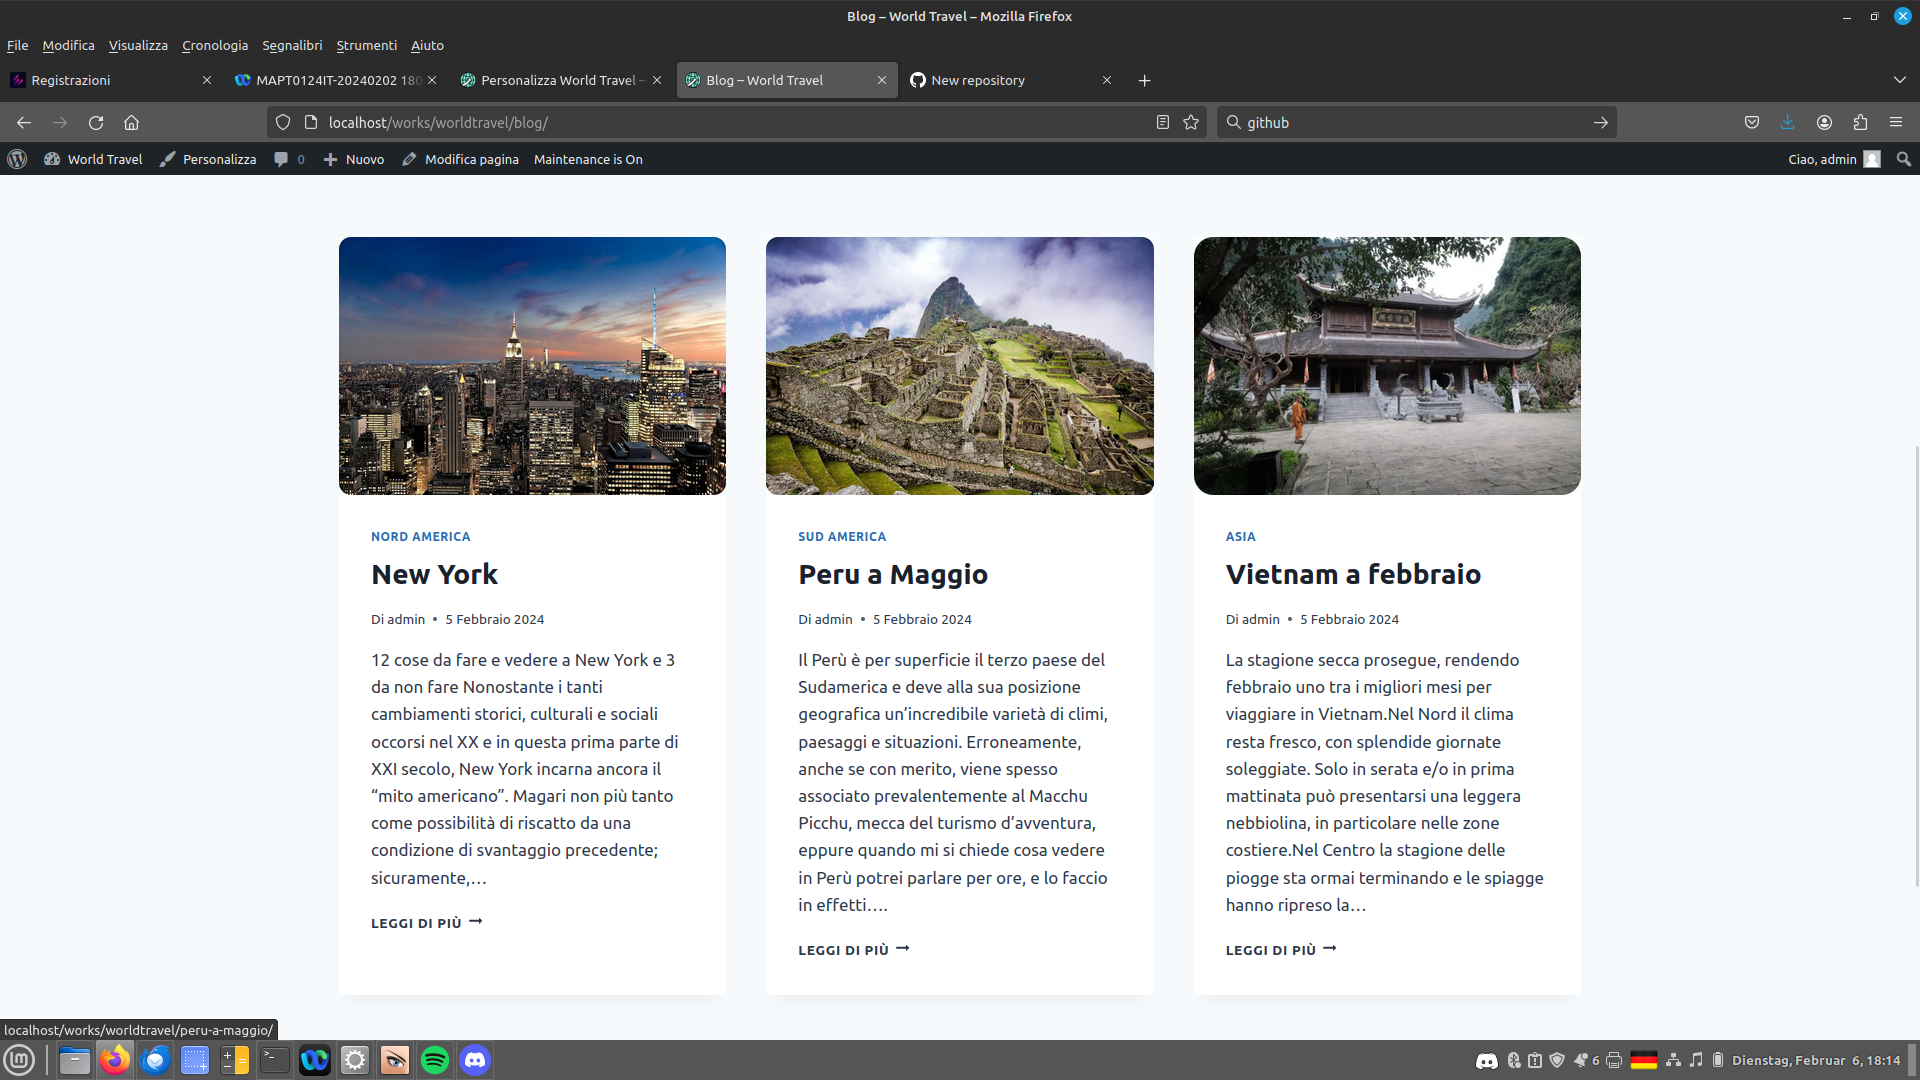 Blog – World Travel – Mozilla Firefox
File Modifica Visualizza Cronologia Segnalibri Strumenti Aiuto
Registrazioni
MAPT0124IT-20240202 180
Personalizza World Travel –
Blog – World Travel
New repository
localhost/works/worldtravel/blog/
github
World Travel
Personalizza
0
Nuovo
Modifica pagina
Maintenance is On
Ciao, admin
NORD AMERICA
New York
Di admin • 5 Febbraio 2024
12 cose da fare e vedere a New York e 3
da non fare Nonostante i tanti
cambiamenti storici, culturali e sociali
occorsi nel XX e in questa prima parte di
XXI secolo, New York incarna ancora il
“mito americano”. Magari non più tanto
come possibilità di riscatto da una
condizione di svantaggio precedente;
sicuramente,…
LEGGI DI PIÙ
SUD AMERICA
Peru a Maggio
Di admin • 5 Febbraio 2024
Il Perù è per superficie il terzo paese del
Sudamerica e deve alla sua posizione
geografica un’incredibile varietà di climi,
paesaggi e situazioni. Erroneamente,
anche se con merito, viene spesso
associato prevalentemente al Macchu
Picchu, mecca del turismo d’avventura,
eppure quando mi si chiede cosa vedere
in Perù potrei parlare per ore, e lo faccio
in effetti….
LEGGI DI PIÙ
ASIA
Vietnam a febbraio
Di admin • 5 Febbraio 2024
La stagione secca prosegue, rendendo
febbraio uno tra i migliori mesi per
viaggiare in Vietnam.Nel Nord il clima
resta fresco, con splendide giornate
soleggiate. Solo in serata e/o in prima
mattinata può presentarsi una leggera
nebbiolina, in particolare nelle zone
costiere.Nel Centro la stagione delle
piogge sta ormai terminando e le spiagge
hanno ripreso la…
LEGGI DI PIÙ
localhost/works/worldtravel/peru-a-maggio/
6
Dienstag, Februar 6, 18:14